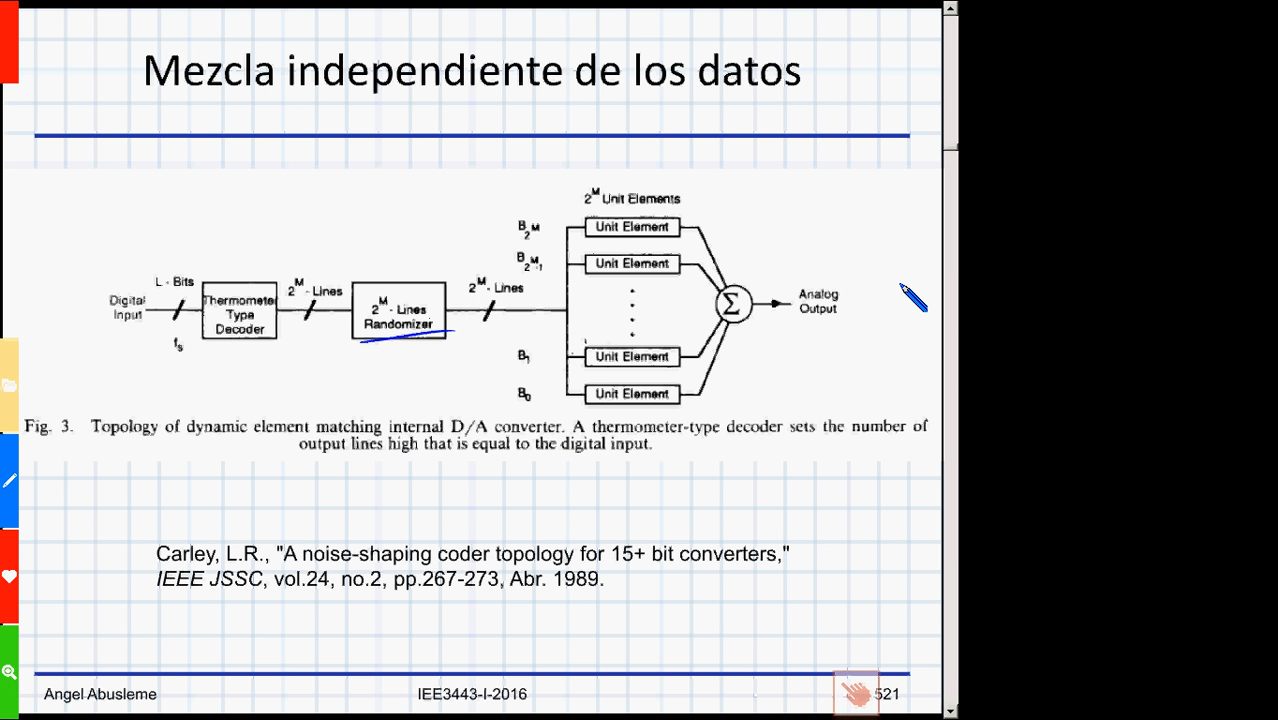 Mezcla independiente de los datos
2^M Unit Elements
B_2^M
Unit Element
B_2^M-1
Unit Element
L - Bits
2^M - Lines
2^M - Lines
Digital
Input
Thermometer
Type
Decoder
2^M - Lines
Randomizer
Σ
Analog
Output
f_s
B_1
Unit Element
B_0
Unit Element
Fig. 3. Topology of dynamic element matching internal D/A converter. A thermometer-type decoder sets the number of
output lines high that is equal to the digital input.
Carley, L.R., "A noise-shaping coder topology for 15+ bit converters,"
IEEE JSSC, vol.24, no.2, pp.267-273, Abr. 1989.
Angel Abusleme
IEE3443-I-2016
521